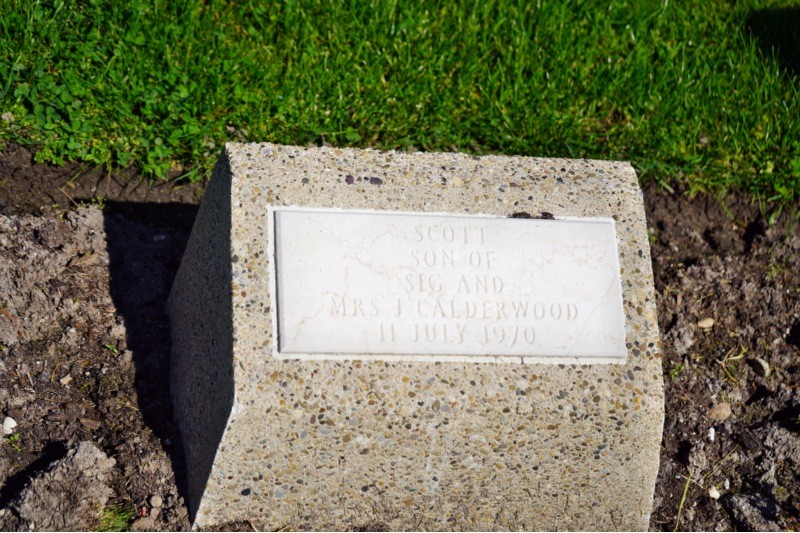 SCOTT
SON OF
SIG AND
MRS J CALDERWOOD
11 JULY 1970